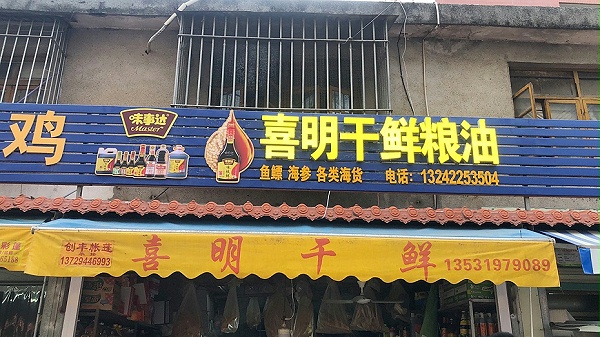 鸡
味事达
Master
喜明干鲜粮油
鱼鳔 海参 各类海货 电话：13242253504
创丰帐莲
13729446993
喜明干鲜
13531979089